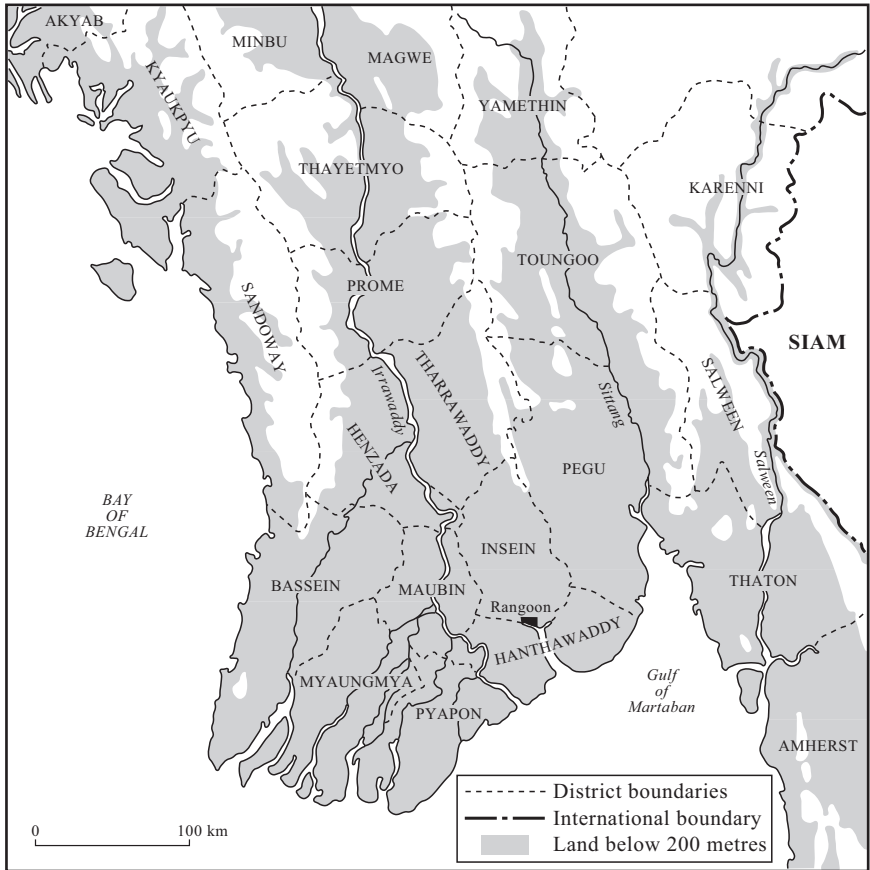 AKYAB
MINBU
MAGWE
KYAUKPYU
YAMETHIN
THAYETMYO
KARENNI
TOUNGOO
PROME
SANDOWAY
SIAM
Irrawaddy
THARRAWADDY
SALWEEN
Sittang
HENZADA
PEGU
Salween
BAY
OF
BENGAL
INSEIN
BASSEIN
MAUBIN
THATON
Rangoon
HANTHAWADDY
MYAUNGMYA
Gulf
of
Martaban
PYAPON
AMHERST
District boundaries
International boundary
Land below 200 metres
0 100 km